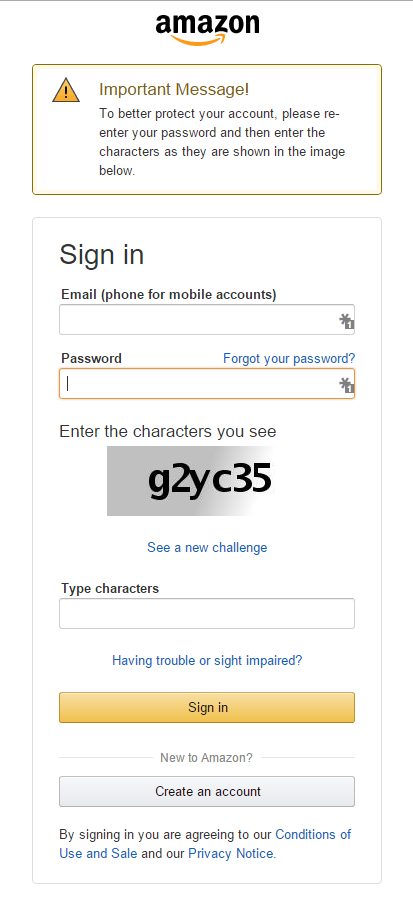 amazon
Important Message!
To better protect your account, please re-
enter your password and then enter the
characters as they are shown in the image
below.
Sign in
Email (phone for mobile accounts)
Password Forgot your password?
Enter the characters you see
g2yc35
See a new challenge
Type characters
Having trouble or sight impaired?
Sign in
New to Amazon?
Create an account
By signing in you are agreeing to our Conditions of
Use and Sale and our Privacy Notice.